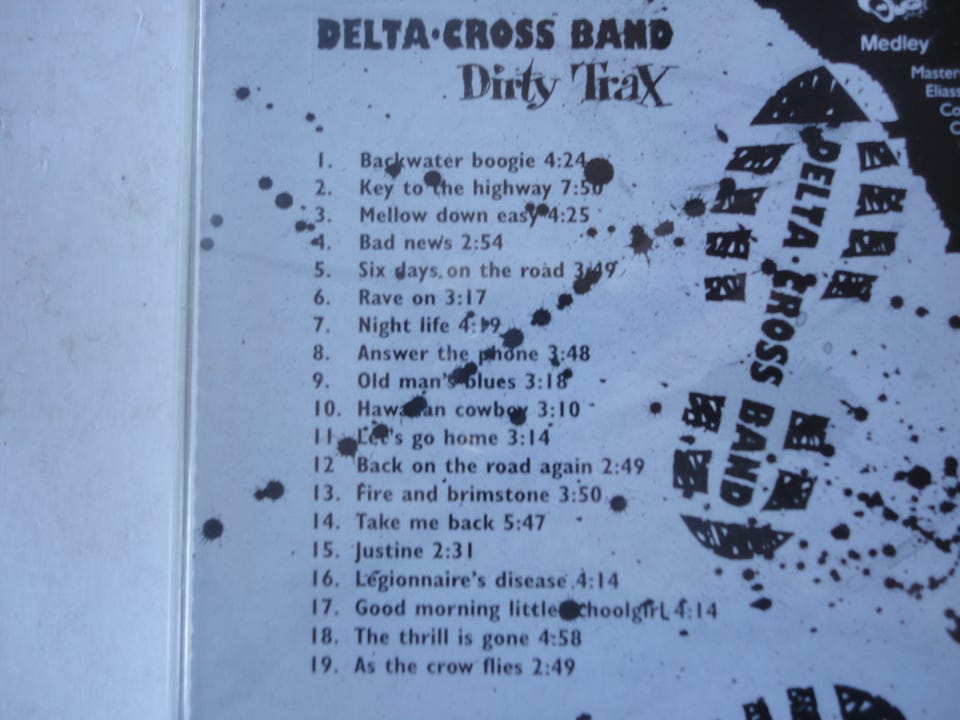 DELTA·CROSS BAND
Dirty TraX
Medley
Master
Elias
Co
1. Backwater boogie 4:24
2. Key to the highway 7:50
3. Mellow down easy 4:25
4. Bad news 2:54
5. Six days on the road 3:49
6. Rave on 3:17
7. Night life 4:19
8. Answer the phone 3:48
9. Old man's blues 3:18
10. Hawaiian cowboy 3:10
11. Let's go home 3:14
12 Back on the road again 2:49
13. Fire and brimstone 3:50
14. Take me back 5:47
15. Justine 2:31
16. Legionnaire's disease 4:14
17. Good morning little schoolgirl 4:14
18. The thrill is gone 4:58
19. As the crow flies 2:49
DELTA·CROSS BAND